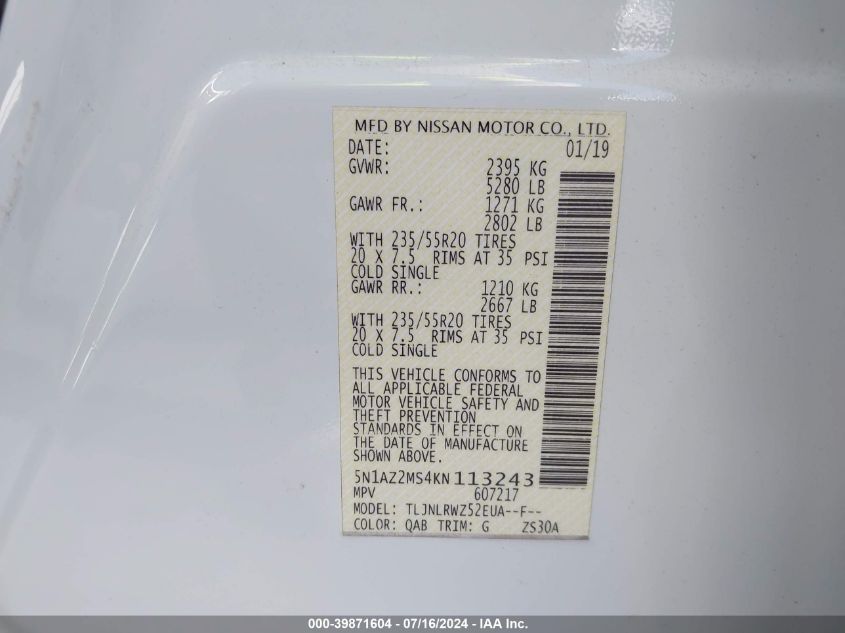 MFD BY NISSAN MOTOR CO., LTD.
DATE: 01/19
GVWR: 2395 KG
5280 LB
GAWR FR.: 1271 KG
2802 LB
WITH 235/55R20 TIRES
20 X 7.5 RIMS AT 35 PSI
COLD SINGLE
GAWR RR.: 1210 KG
2667 LB
WITH 235/55R20 TIRES
20 X 7.5 RIMS AT 35 PSI
COLD SINGLE
THIS VEHICLE CONFORMS TO
ALL APPLICABLE FEDERAL
MOTOR VEHICLE SAFETY AND
THEFT PREVENTION
STANDARDS IN EFFECT ON
THE DATE OF MANUFACTURE
SHOWN ABOVE.
5N1AZ2MS4KN113243
MPV 607217
MODEL: TLJNLRWZ52EUA--F--
COLOR: QAB TRIM: G ZS30A
000-39871604 - 07/16/2024 - IAA Inc.